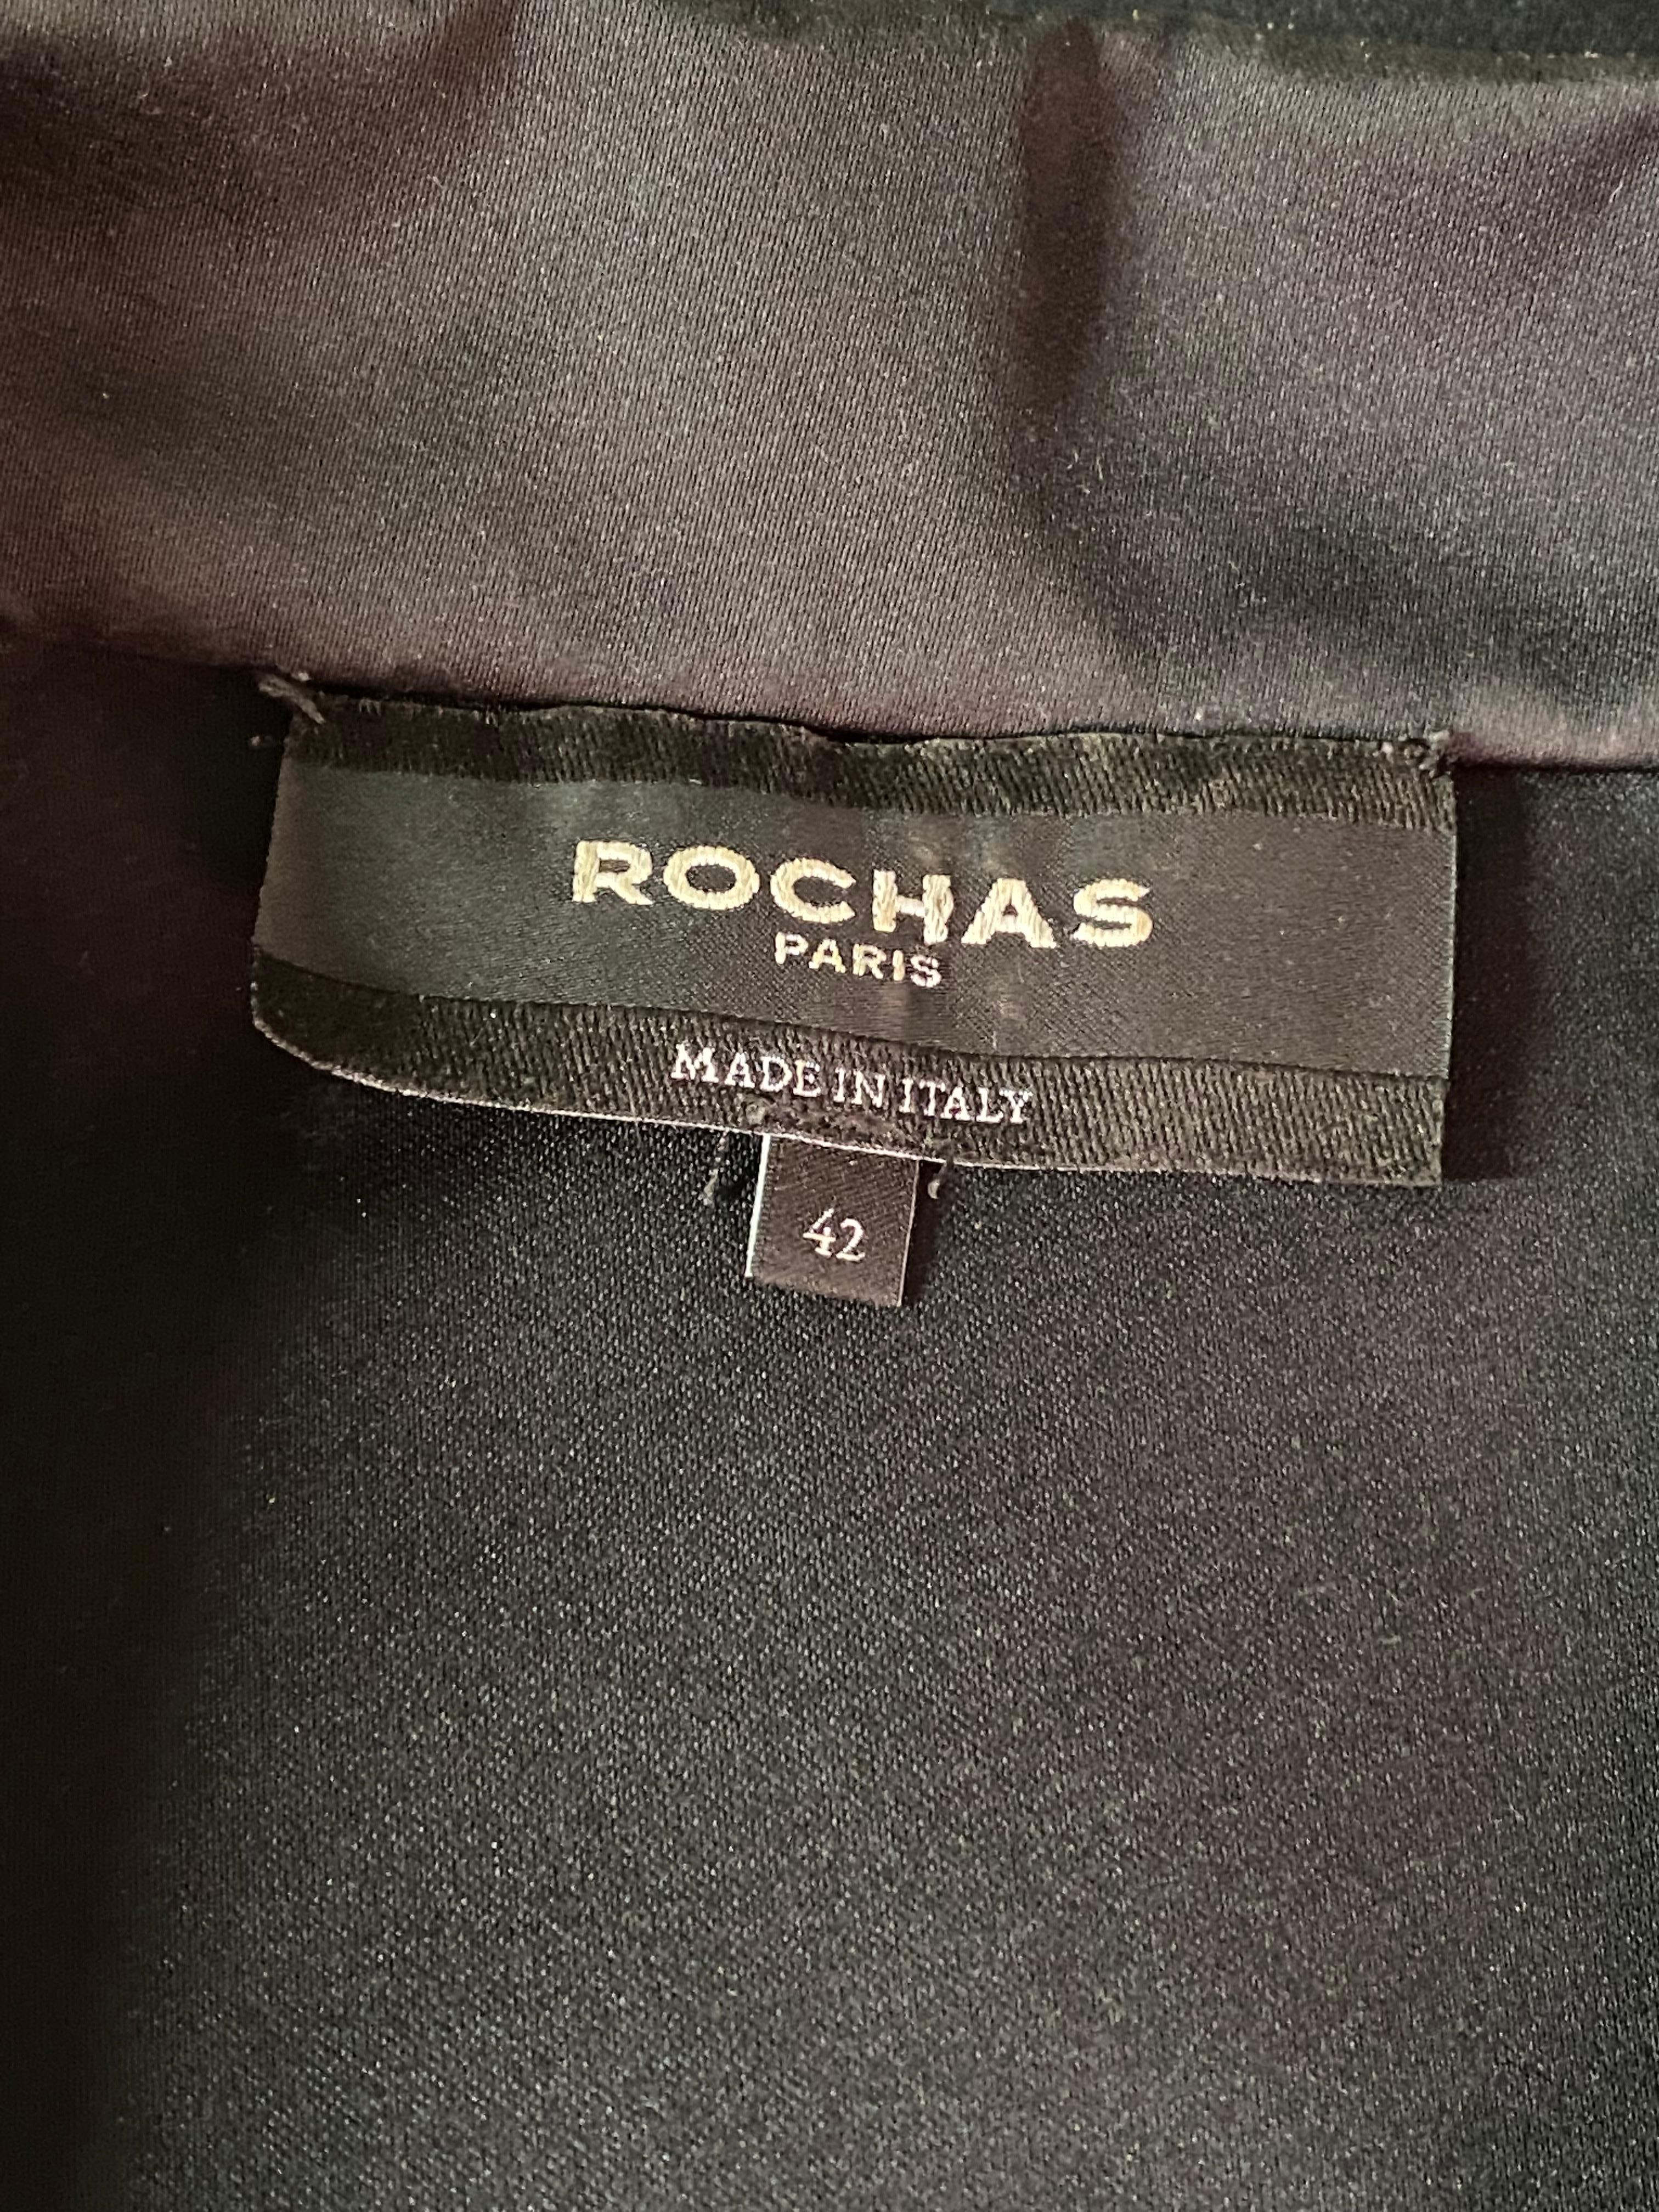 ROCHAS
PARIS
MADE IN ITALY
42